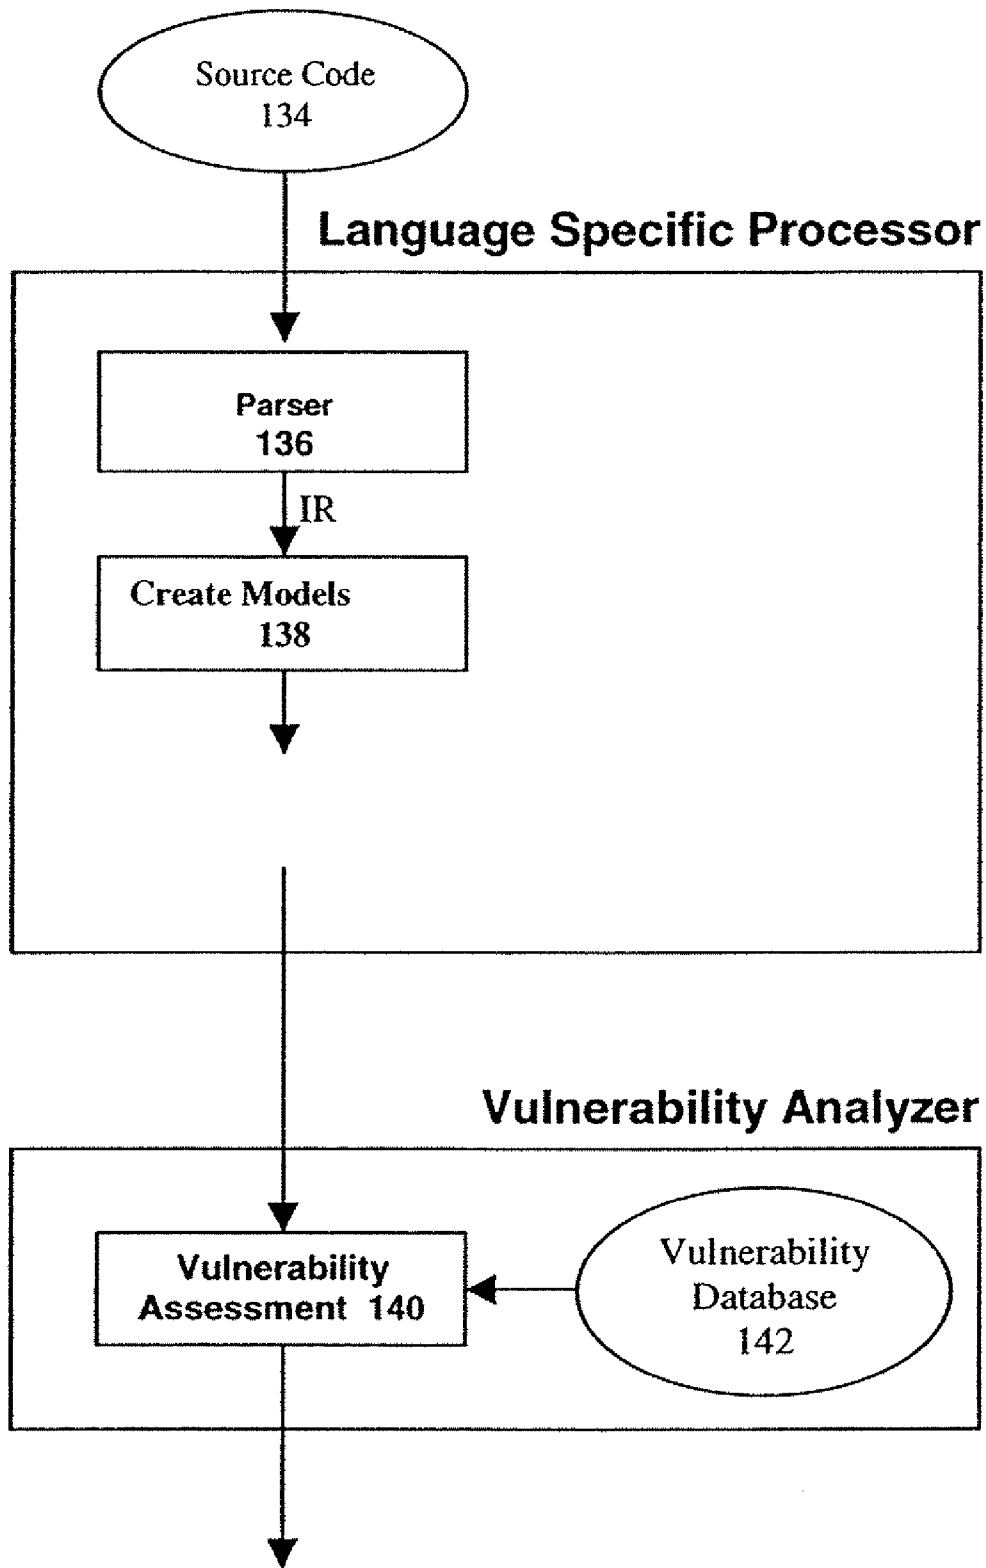 Source Code
134
Language Specific Processor
Parser
136
IR
Create Models
138
Vulnerability Analyzer
Vulnerability
Assessment 140
Vulnerability
Database
142